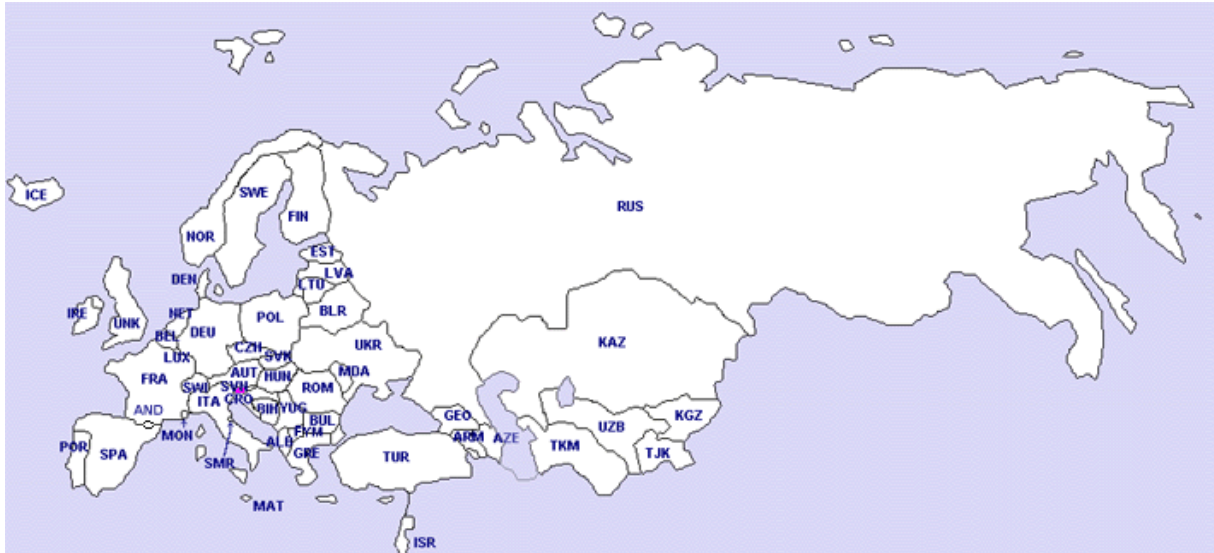 ICE
SWE
RUS
FIN
NOR
EST
LVA
DEN
LTU
IRE
NET
BLR
UNK
POL
BEL
DEU
KAZ
UKR
CZH
LUX
SVK
MDA
AUT
HUN
FRA
SWI
SVN
ROM
ITA
CRO
BIH
YUG
AND
GEO
KGZ
BUL
UZB
MON
FYM
ARM
AZE
POR
ALB
TKM
SPA
GRE
TUR
TJK
SMR
MAT
ISR